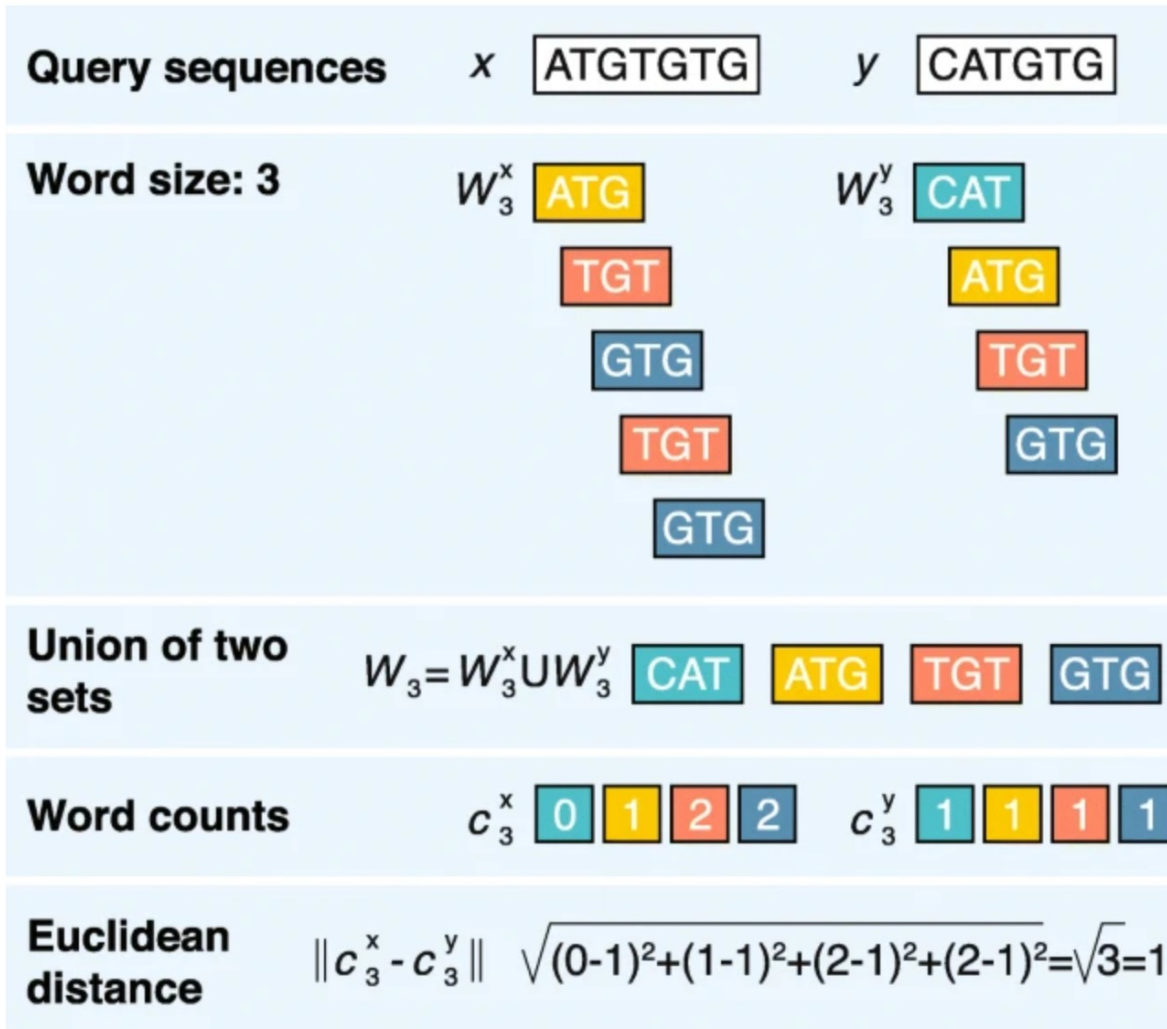 Query sequences x ATGTGTG y CATGTG
Word size: 3 W₃ˣ ATG W₃ʸ CAT
TGT ATG
GTG TGT
TGT GTG
GTG
Union of two sets W₃=W₃ˣUW₃ʸ CAT ATG TGT GTG
Word counts c₃ˣ 0 1 2 2 c₃ʸ 1 1 1 1
Euclidean distance ||c₃ˣ - c₃ʸ|| √(0-1)²+(1-1)²+(2-1)²+(2-1)²=√3=1